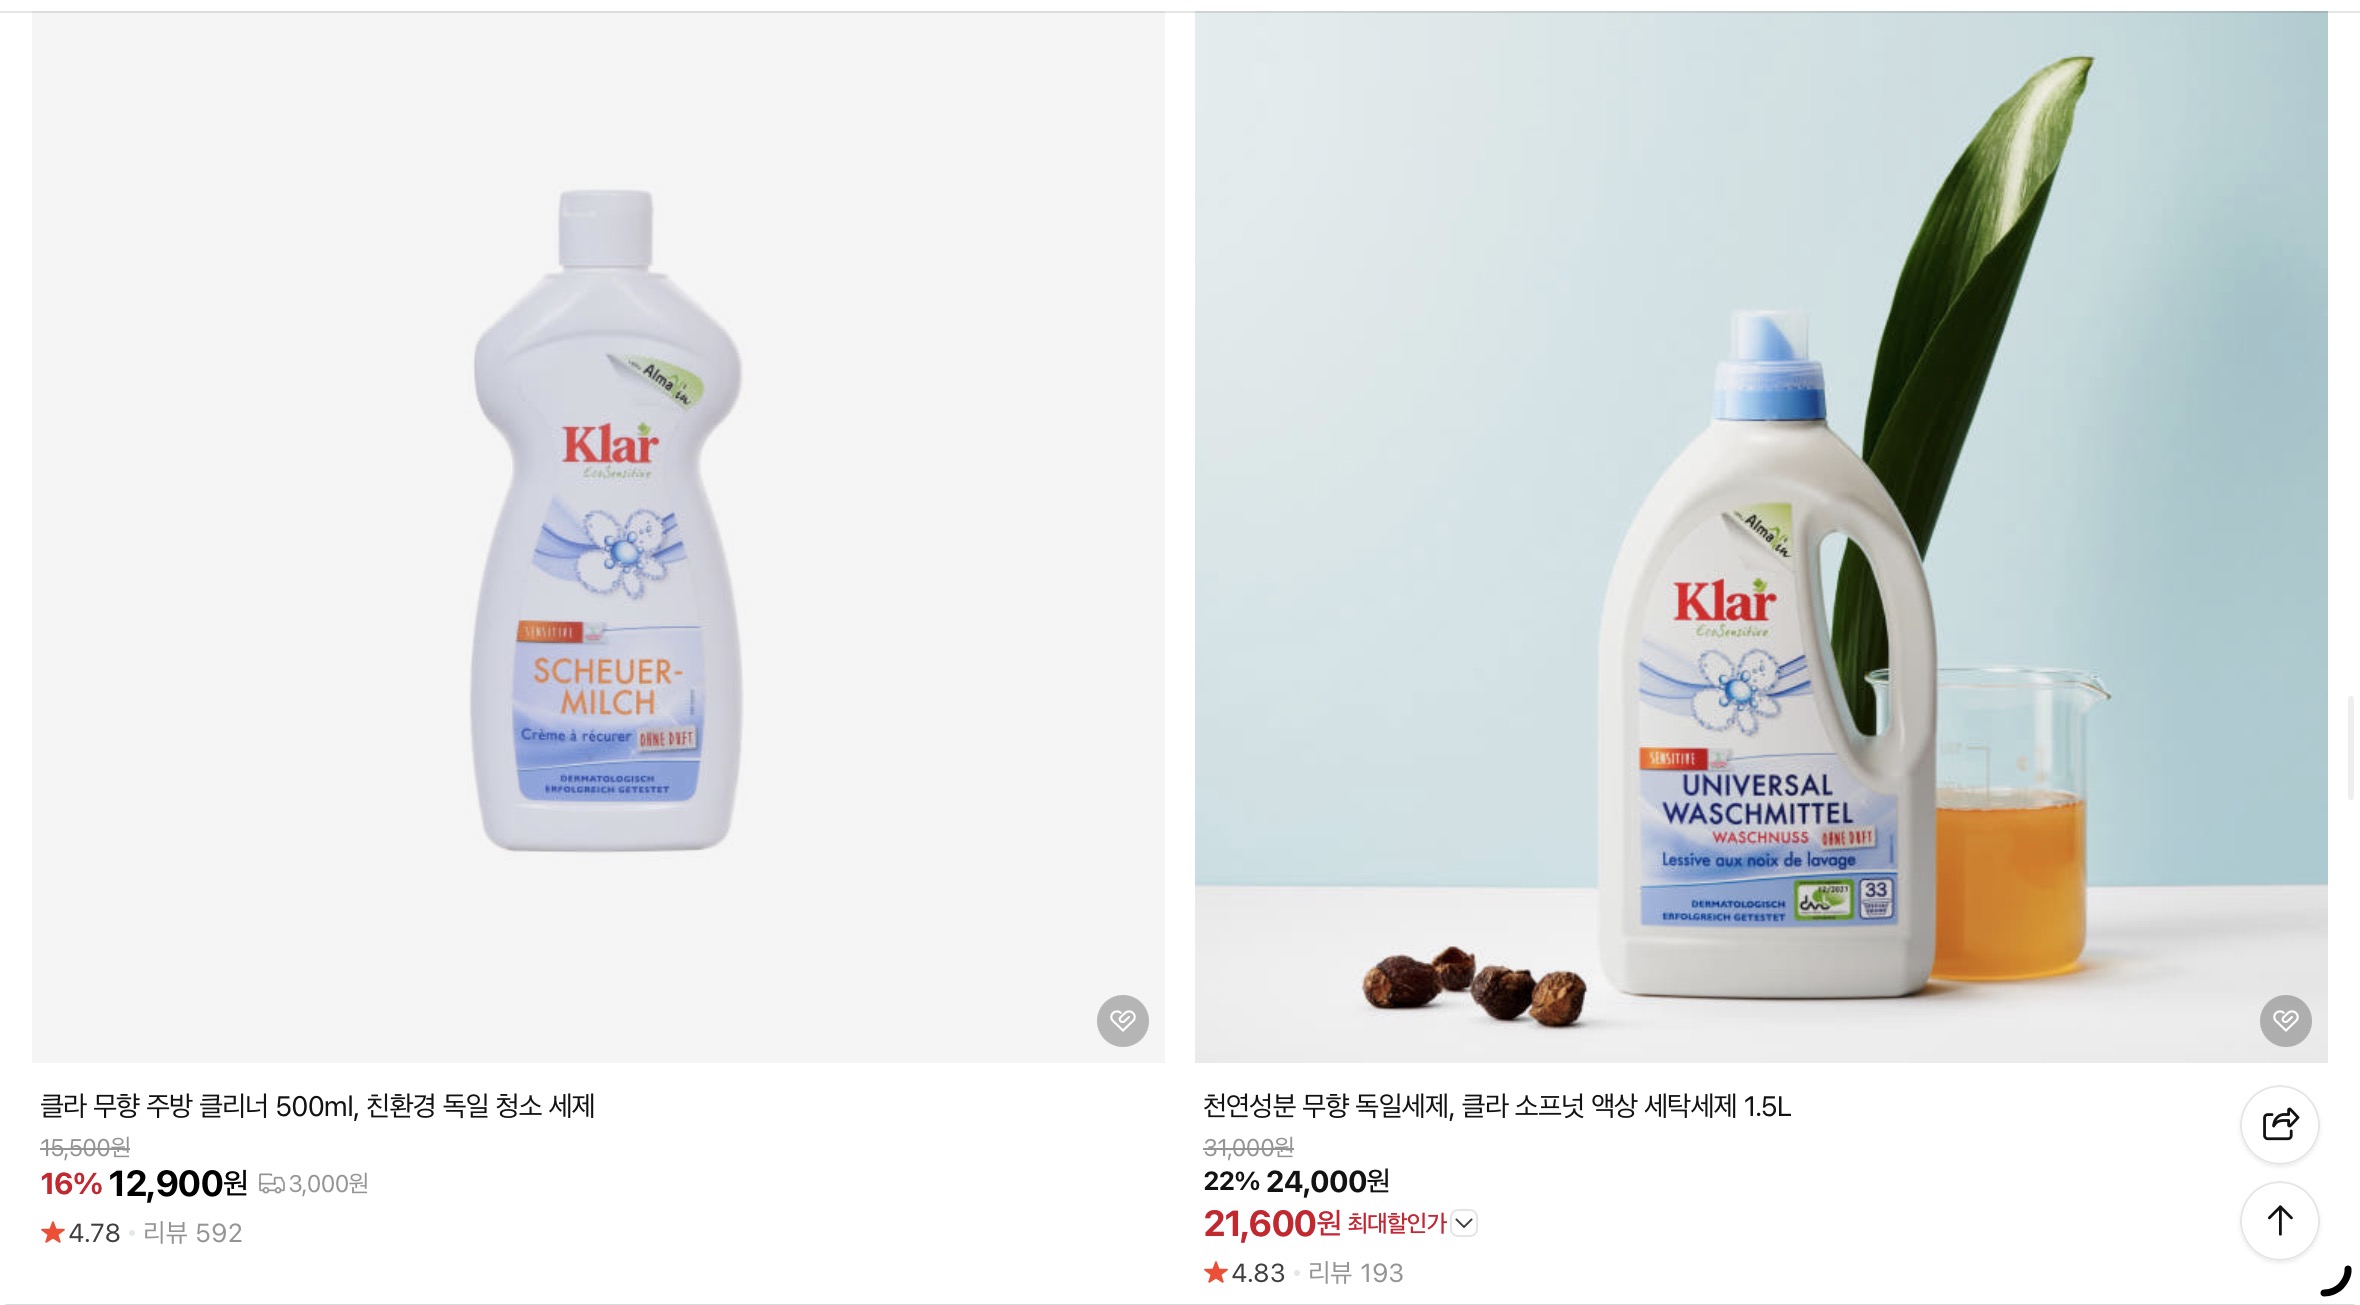 Alma Vin
Klar
EcoSensitive
SENSITIVE
SCHEUER-
MILCH
Crème à récurer OHNE DUFT
DERMATOLOGISCH
ERFOLGREICH GETESTET
클라 무향 주방 클리너 500ml, 친환경 독일 청소 세제
15,500원
16% 12,900원 3,000원
4.78 • 리뷰 592
Alma Vin
Klar
EcoSensitive
SENSITIVE
UNIVERSAL
WASCHMITTEL
WASCHNUSS OHNE DUFT
Lessive aux noix de lavage
12/2021
33
DERMATOLOGISCH
ERFOLGREICH GETESTET
천연성분 무향 독일세제, 클라 소프넛 액상 세탁세제 1.5L
31,000원
22% 24,000원
21,600원 최대할인가
4.83 • 리뷰 193